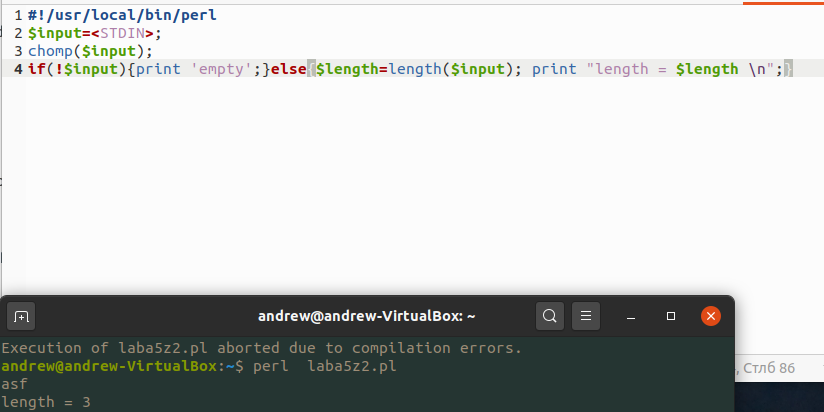 1 #!/usr/local/bin/perl
2 $input=<STDIN>;
3 chomp($input);
4 if(!$input){print 'empty';}else{$length=length($input); print "length = $length \n";}
andrew@andrew-VirtualBox: ~
Execution of laba5z2.pl aborted due to compilation errors.
andrew@andrew-VirtualBox:~$ perl  laba5z2.pl
asf
length = 3
, Стлб 86